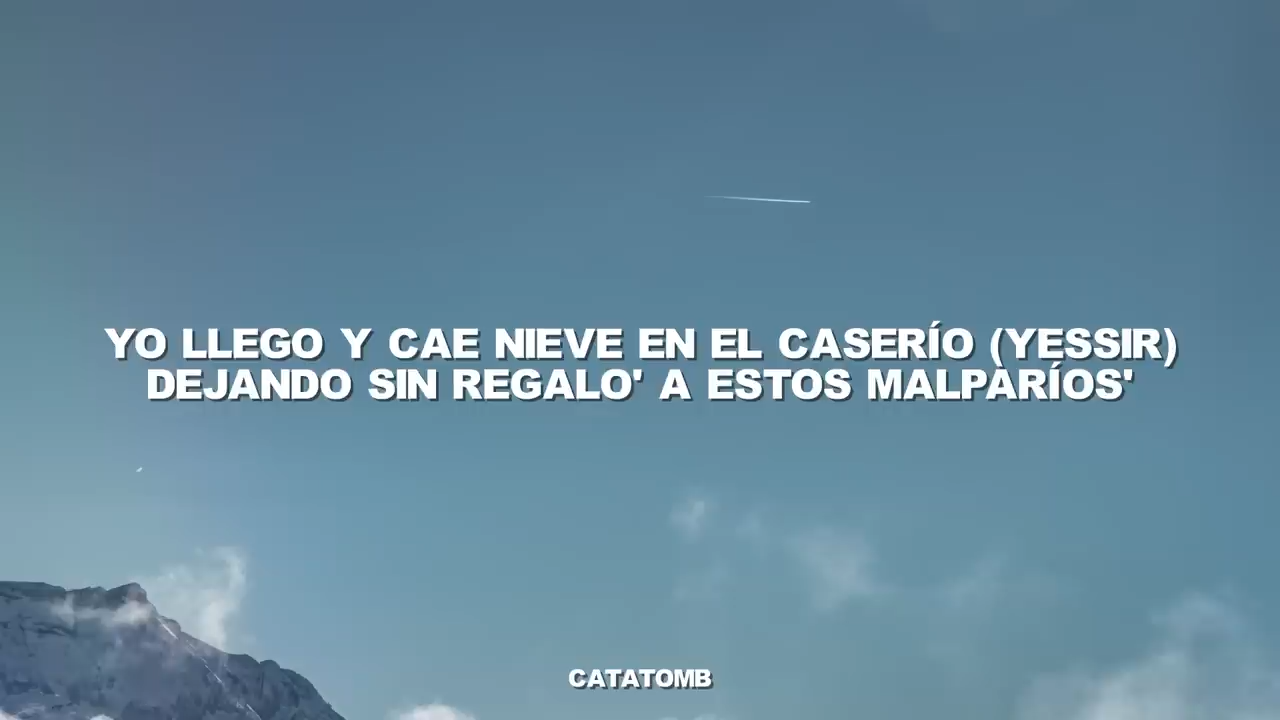 YO LLEGO Y CAE NIEVE EN EL CASERÍO (YESSIR)
DEJANDO SIN REGALO' A ESTOS MALPARÍOS'
CATATOMB